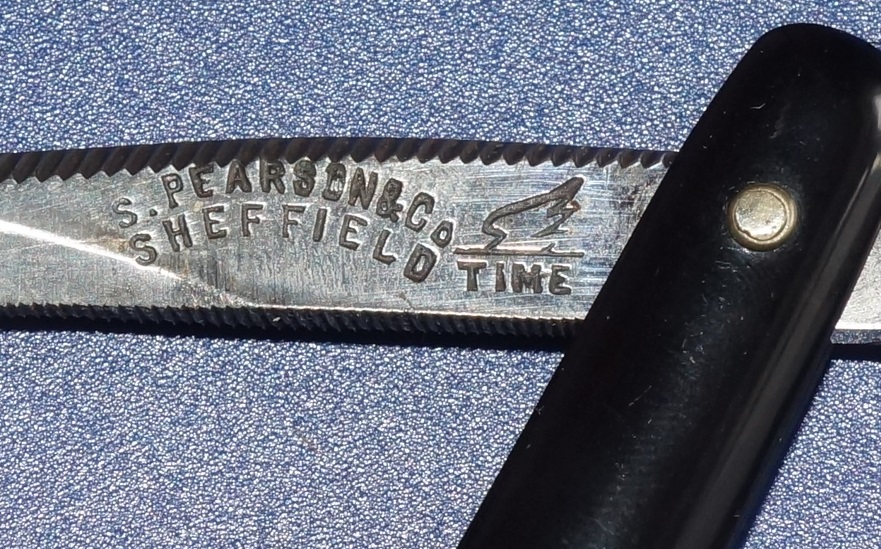 S. PEARSON & Co
SHEFFIELD
TIME